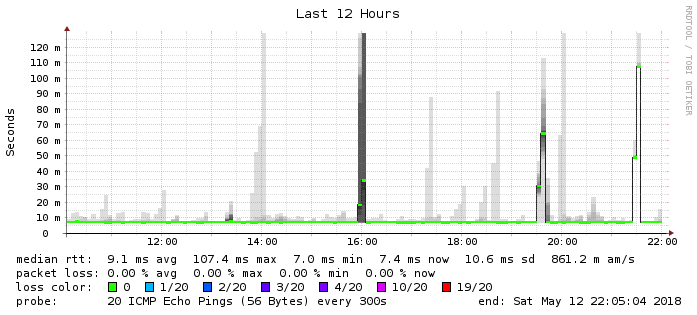 Last 12 Hours
RRDTOOL / TOBI OETIKER
Seconds
120 m
110 m
100 m
90 m
80 m
70 m
60 m
50 m
40 m
30 m
20 m
10 m
0
12:00 14:00 16:00 18:00 20:00 22:00
median rtt: 9.1 ms avg 107.4 ms max 7.0 ms min 7.4 ms now 10.6 ms sd 861.2 m am/s
packet loss: 0.00 % avg 0.00 % max 0.00 % min 0.00 % now
loss color: 0 1/20 2/20 3/20 4/20 10/20 19/20
probe: 20 ICMP Echo Pings (56 Bytes) every 300s end: Sat May 12 22:05:04 2018